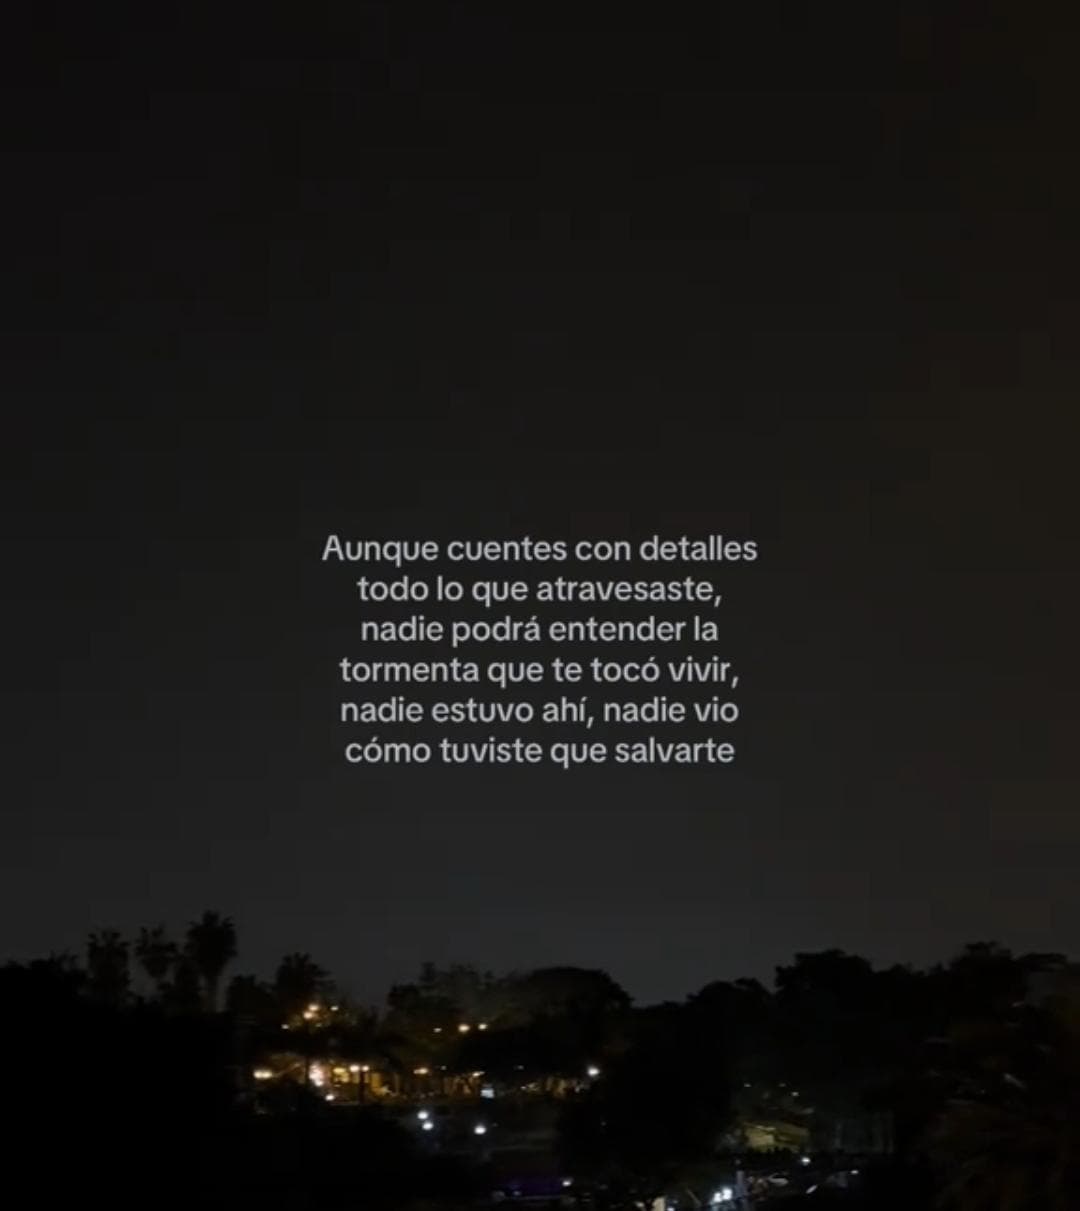 Aunque cuentes con detalles
todo lo que atravesaste,
nadie podrá entender la
tormenta que te tocó vivir,
nadie estuvo ahí, nadie vio
cómo tuviste que salvarte